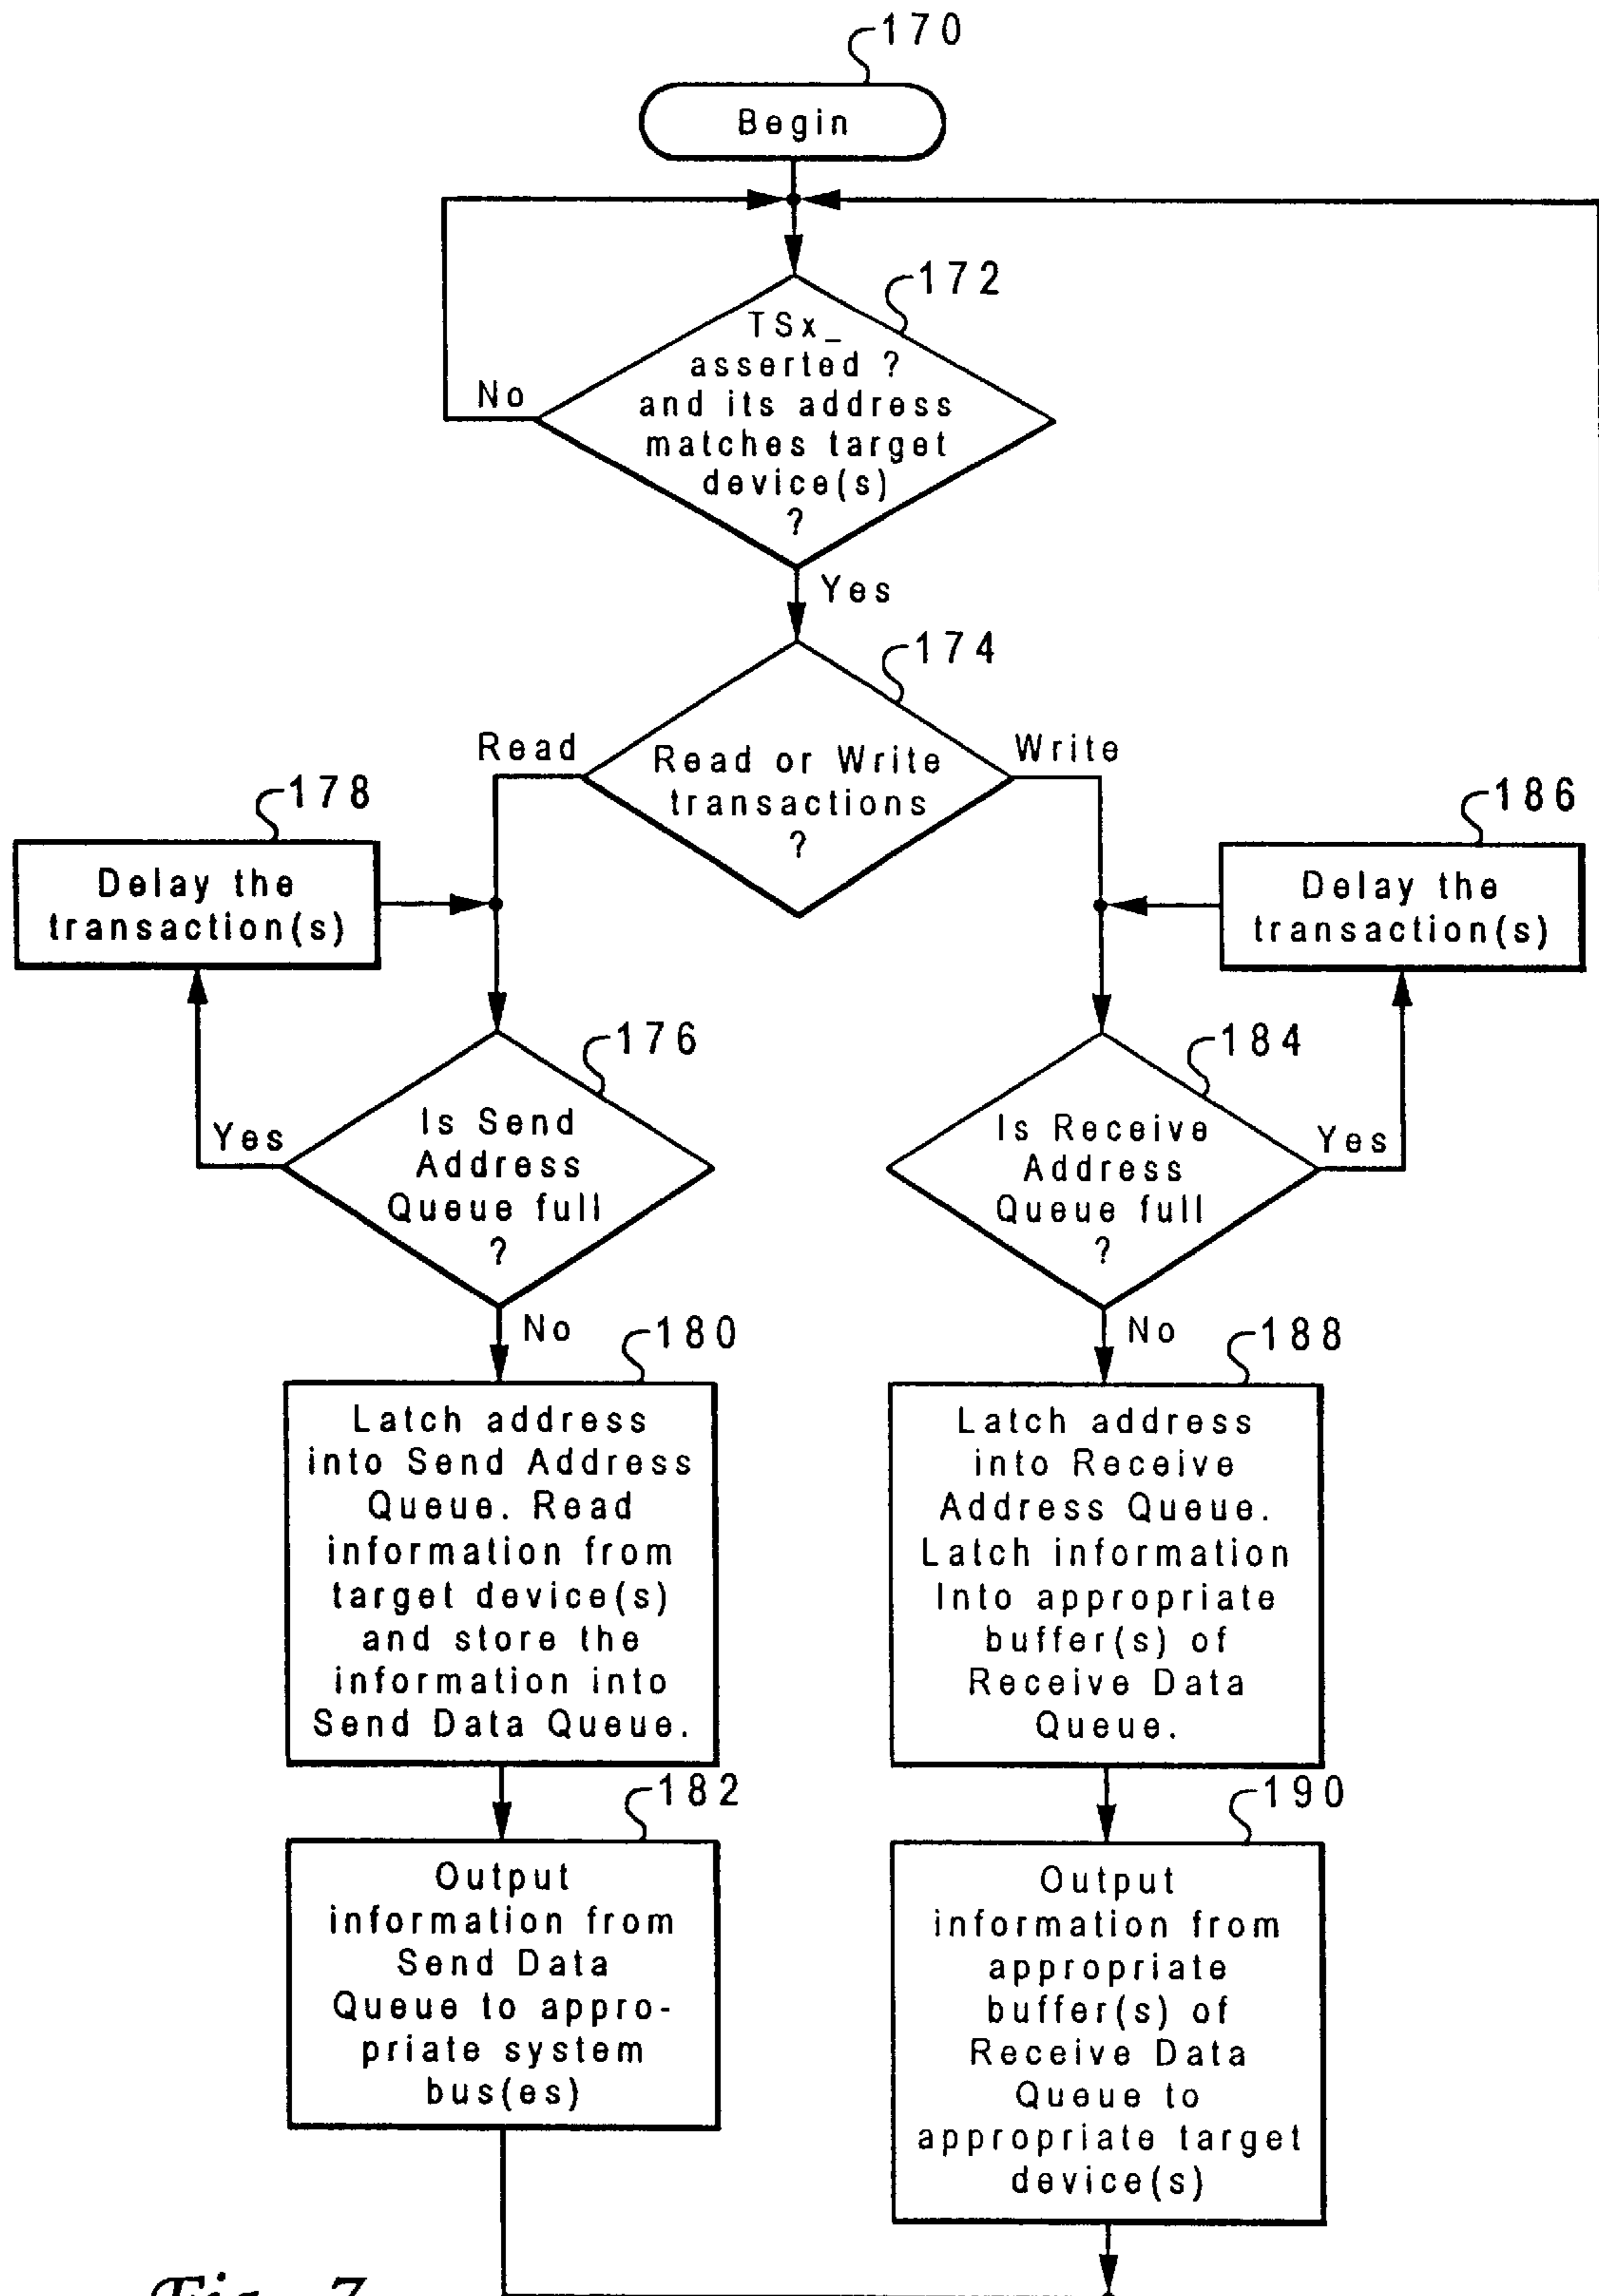 170
Begin
172
TSx_
asserted ?
and its address
matches target
device(s)
?
No
Yes
174
Read
Write
Read or Write
transactions
?
178
Delay the
transaction(s)
186
Delay the
transaction(s)
176
Is Send
Address
Queue full
?
Yes
No
184
Is Receive
Address
Queue full
?
Yes
No
180
Latch address
into Send Address
Queue. Read
information from
target device(s)
and store the
information into
Send Data Queue.
188
Latch address
into Receive
Address Queue.
Latch information
Into appropriate
buffer(s) of
Receive Data
Queue.
182
Output
information from
Send Data
Queue to appro-
priate system
bus(es)
190
Output
information from
appropriate
buffer(s) of
Receive Data
Queue to
appropriate target
device(s)